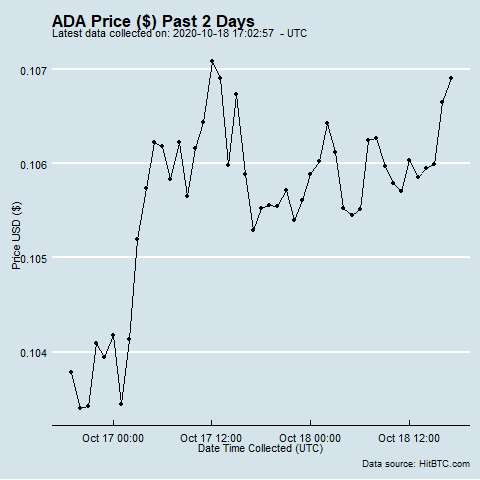 ADA Price ($) Past 2 Days
Latest data collected on: 2020-10-18 17:02:57 - UTC
0.107
0.106
0.105
0.104
Price USD ($)
Oct 17 00:00 Oct 17 12:00 Oct 18 00:00 Oct 18 12:00
Date Time Collected (UTC)
Data source: HitBTC.com